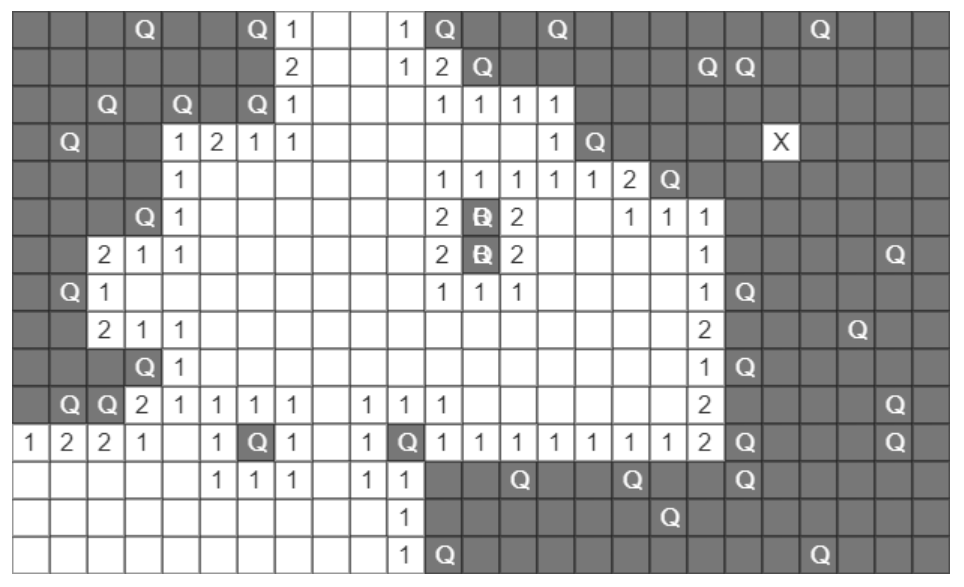 Q Q 1 1 Q Q Q
2 1 2 Q Q Q
Q Q Q 1 1 1 1 1
Q 1 2 1 1 1 Q X
1 1 1 1 1 1 2 Q
Q 1 2 2 1 1 1
2 1 1 2 2 1 Q
Q 1 1 1 1 1 Q
2 1 1 2 Q
Q 1 1 Q
Q Q 2 1 1 1 1 1 1 1 2 Q
1 2 2 1 1 Q 1 1 Q 1 1 1 1 1 1 1 2 Q Q
1 1 1 1 1 Q Q Q
1 Q
1 Q Q